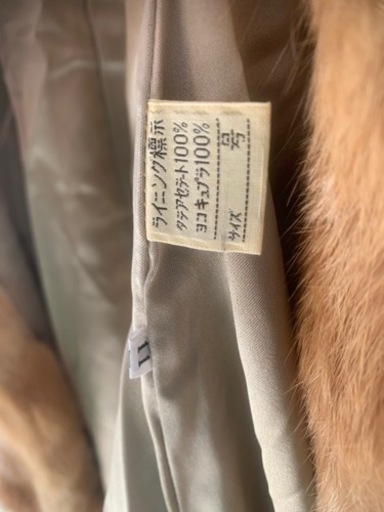 ライニング標示
タテアセテート100%
ヨコキュプラ100%
号
サイズ
11